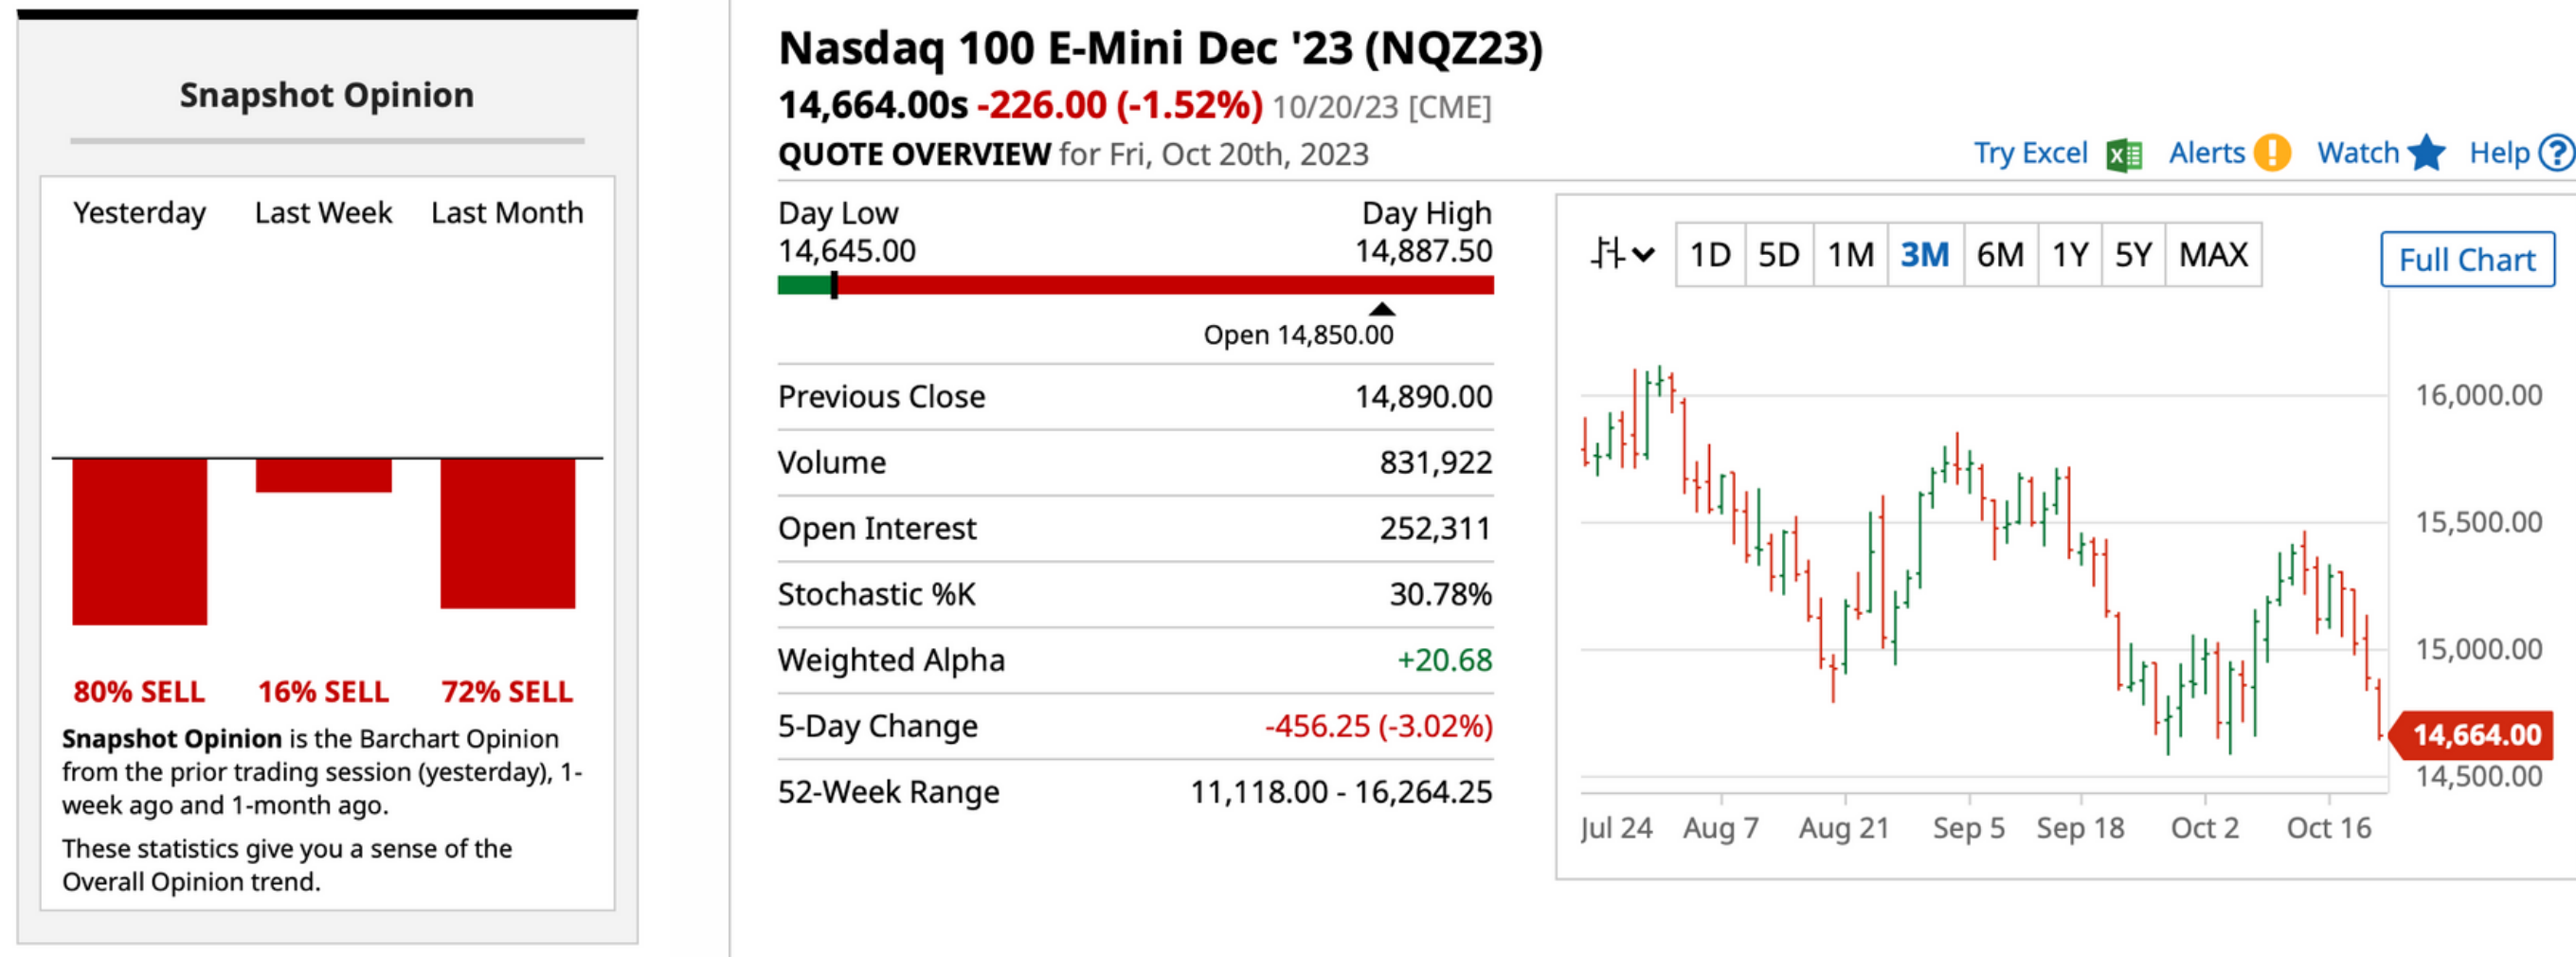 Snapshot Opinion
Yesterday Last Week Last Month
80% SELL 16% SELL 72% SELL
Snapshot Opinion is the Barchart Opinion
from the prior trading session (yesterday), 1-
week ago and 1-month ago.
These statistics give you a sense of the
Overall Opinion trend.
Nasdaq 100 E-Mini Dec '23 (NQZ23)
14,664.00s -226.00 (-1.52%) 10/20/23 [CME]
QUOTE OVERVIEW for Fri, Oct 20th, 2023
Try Excel Alerts Watch Help
Day Low Day High
14,645.00 14,887.50
Open 14,850.00
Previous Close 14,890.00
Volume 831,922
Open Interest 252,311
Stochastic %K 30.78%
Weighted Alpha +20.68
5-Day Change -456.25 (-3.02%)
52-Week Range 11,118.00 - 16,264.25
1D 5D 1M 3M 6M 1Y 5Y MAX
Full Chart
16,000.00
15,500.00
15,000.00
14,664.00
14,500.00
Jul 24 Aug 7 Aug 21 Sep 5 Sep 18 Oct 2 Oct 16